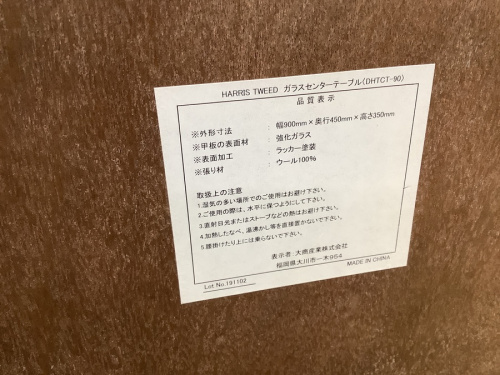 HARRIS TWEED ガラスセンターテーブル(DHTCT-90)
品質表示
※外形寸法 : 幅900mm×奥行450mm×高さ350mm
※甲板の表面材 : 強化ガラス
※表面加工 : ラッカー塗装
※張り材 : ウール100%
取扱上の注意
1.湿気の多い場所でのご使用はお避け下さい。
2.ご使用の際は、水平に保つようにして下さい。
3.直射日光またはストーブなどの熱はお避け下さい。
4.加熱したなべ、湯沸かし等を直接置かないで下さい。
5.腰掛けたり上には乗らないで下さい。
表示者:大商産業株式会社
福岡県大川市一木954
Lot No.191102 MADE IN CHINA